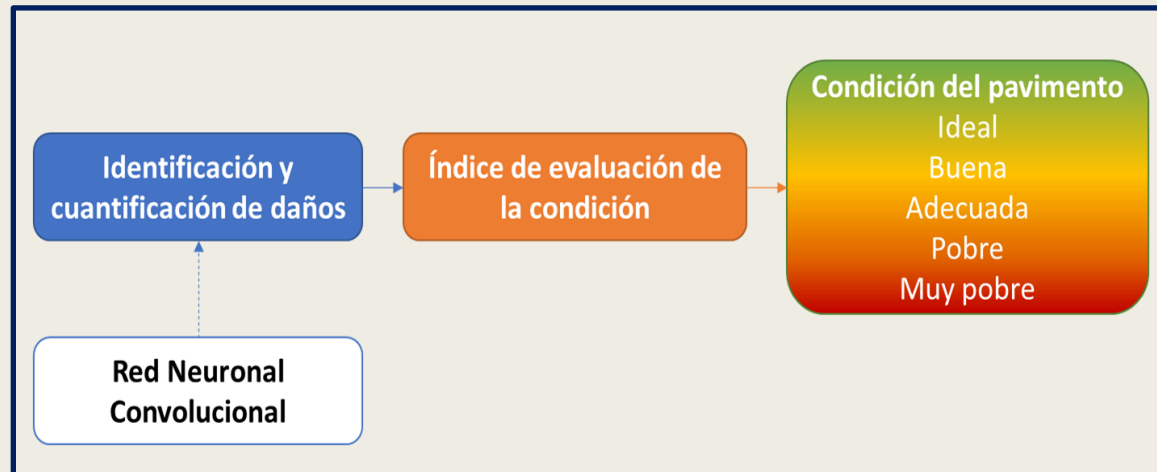 Identificación y
cuantificación de daños
Índice de evaluación de
la condición
Condición del pavimento
Ideal
Buena
Adecuada
Pobre
Muy pobre
Red Neuronal
Convolucional